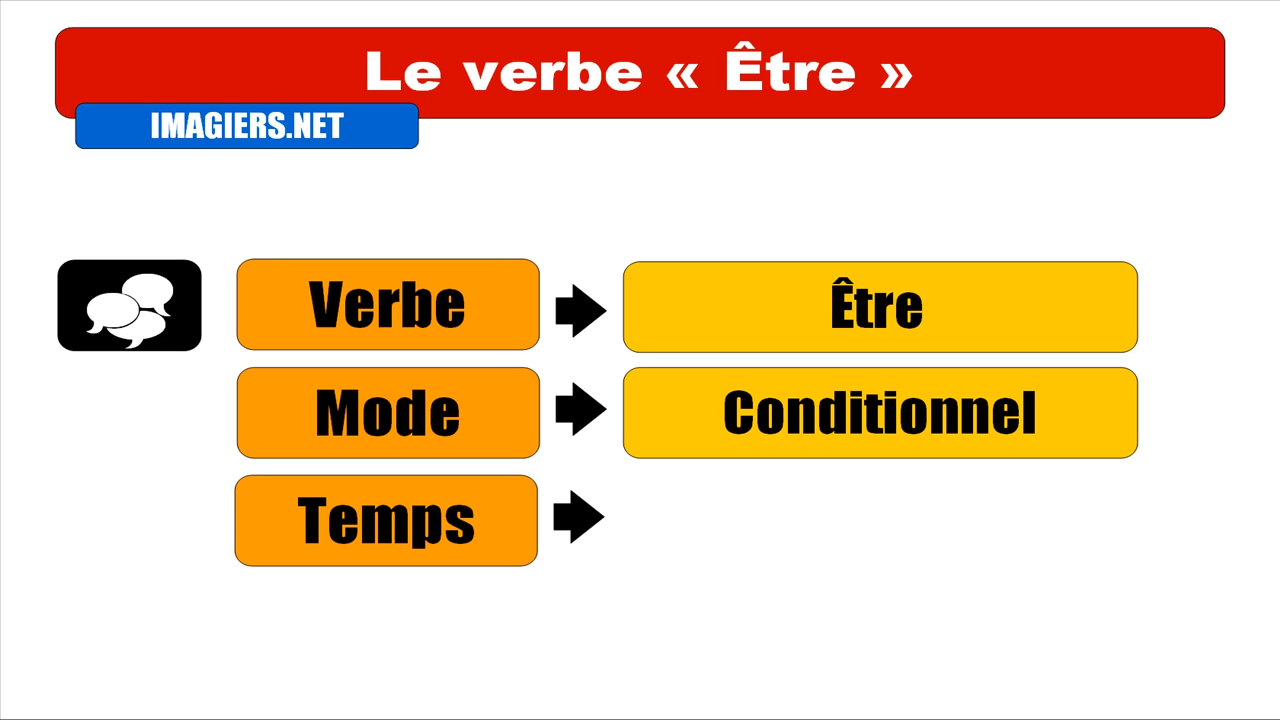 Le verbe « Être »
IMAGIERS.NET
Verbe
Être
Mode
Conditionnel
Temps